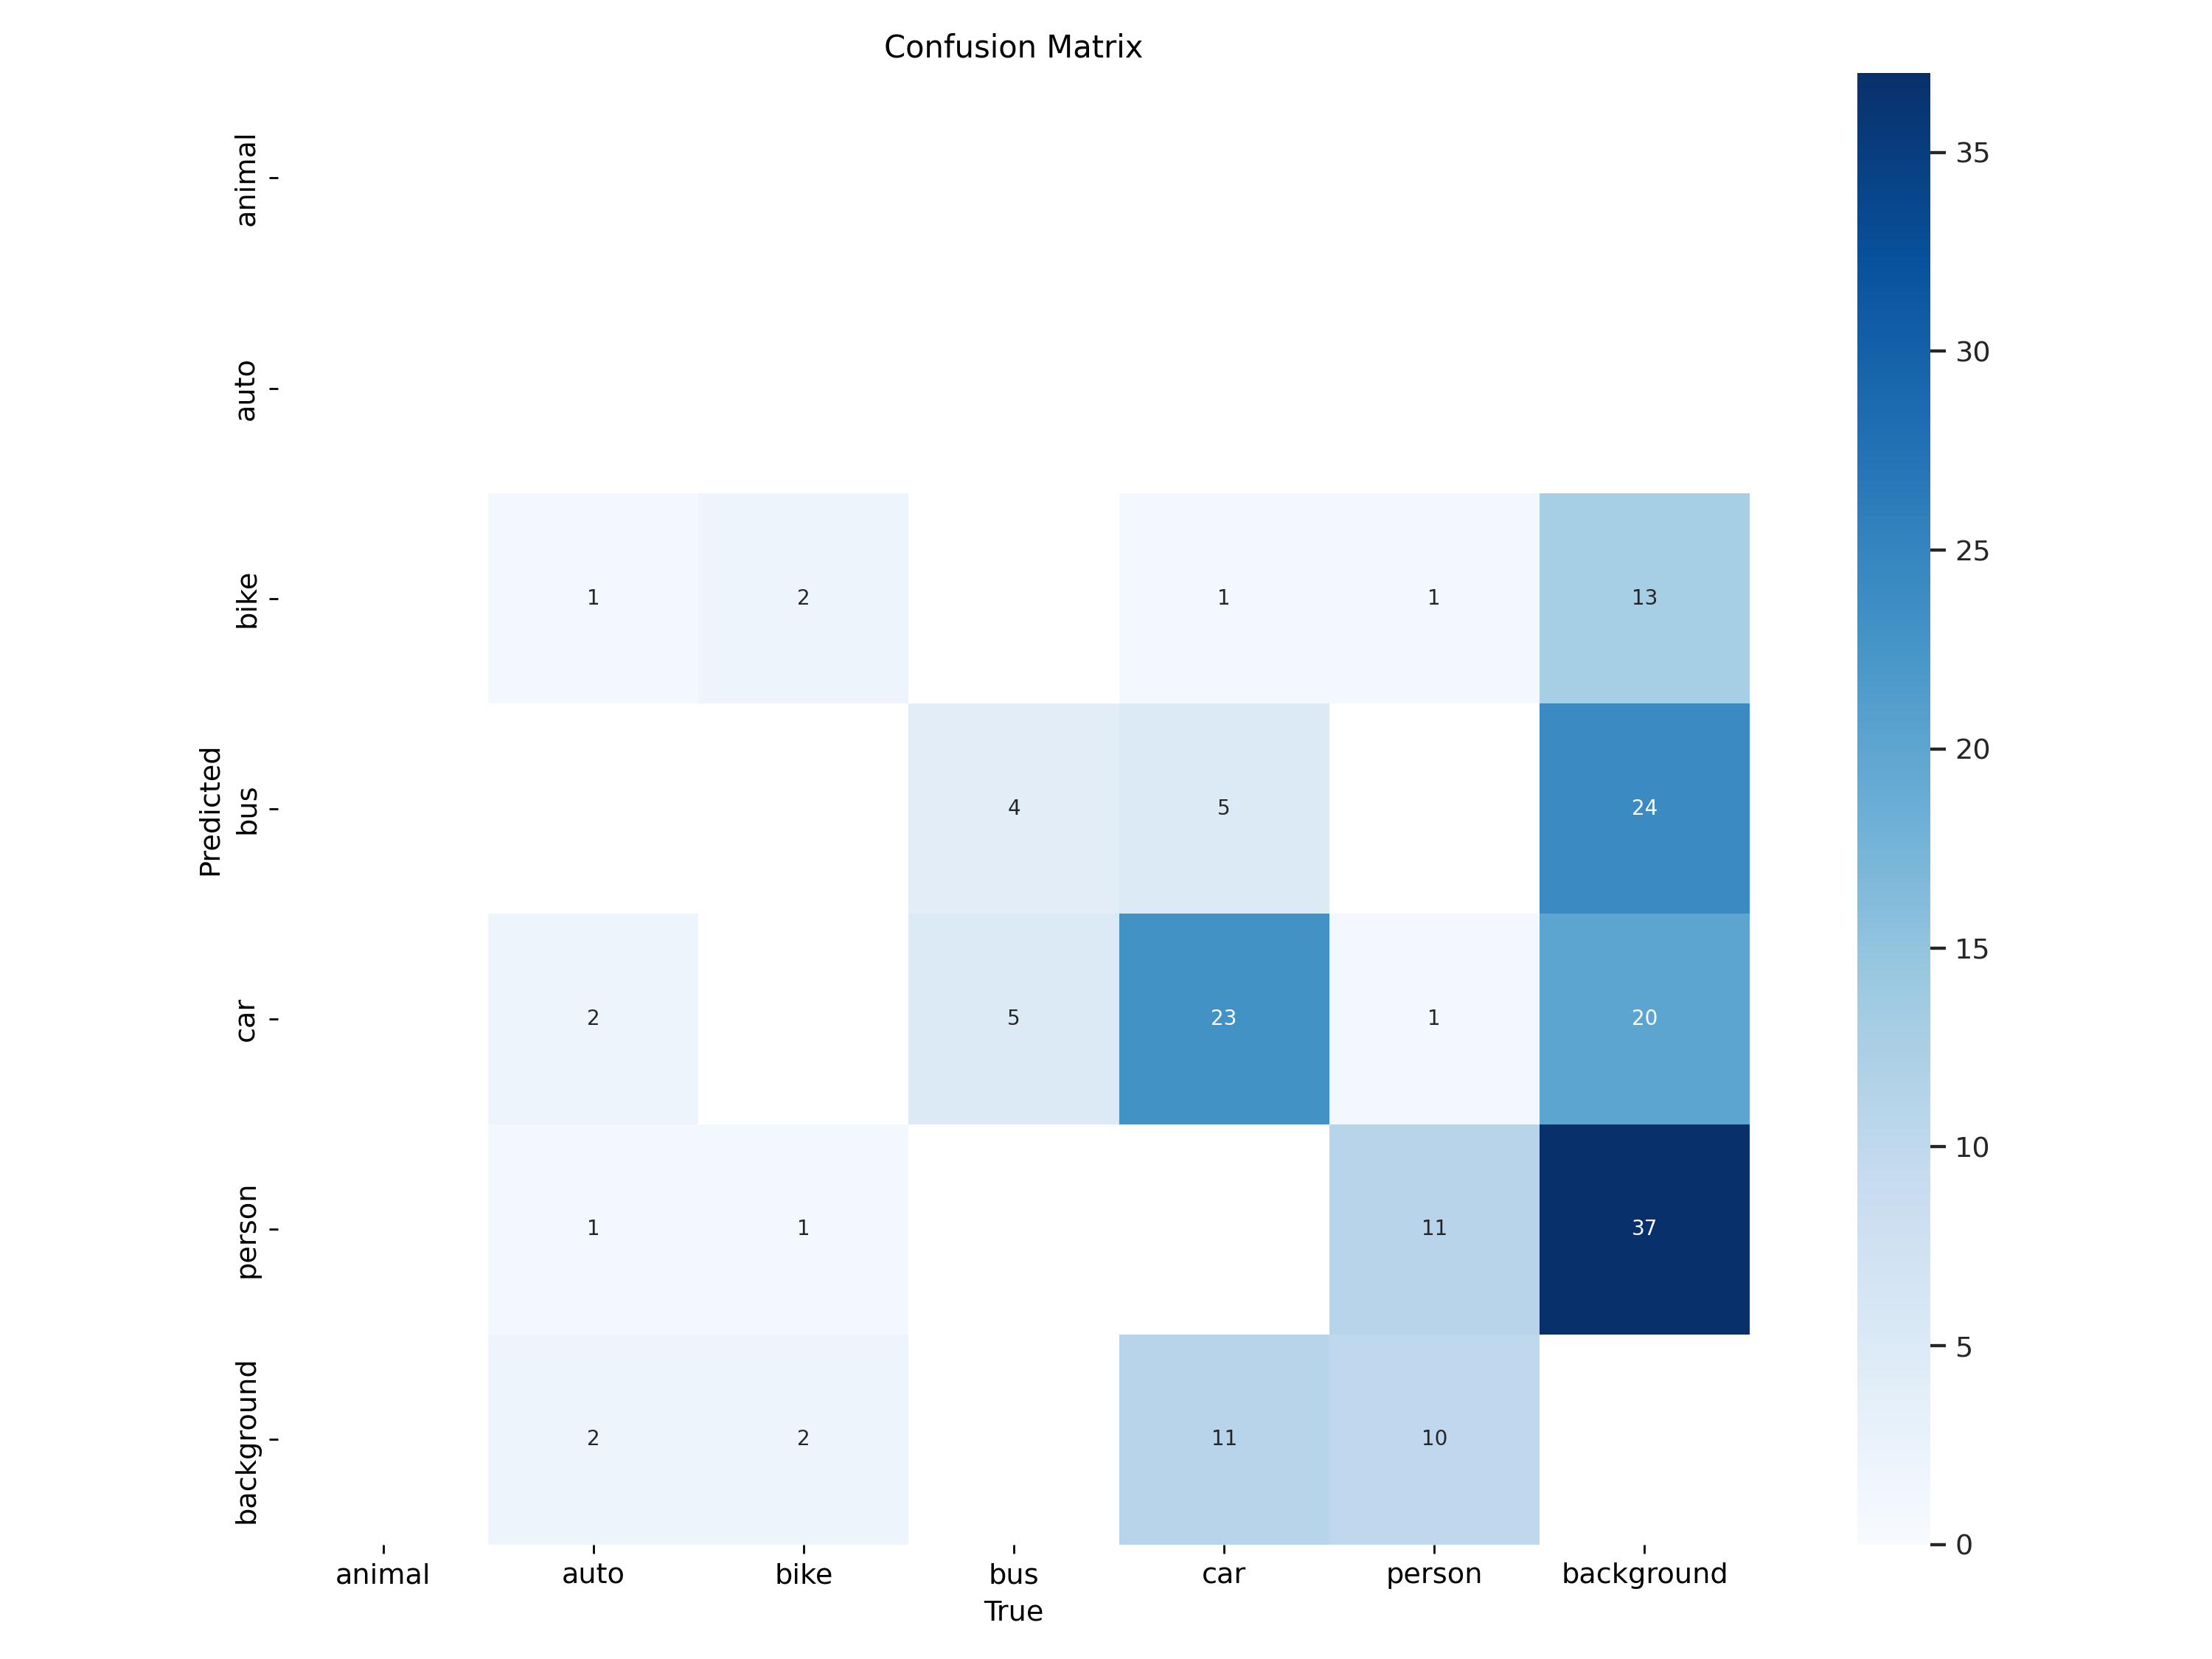 Confusion Matrix
animal
auto
bike
1 2 1 1 13
bus
4 5 24
car
2 5 23 1 20
person
1 1 11 37
background
2 2 11 10
Predicted
animal auto bike bus car person background
True
35
30
25
20
15
10
5
0